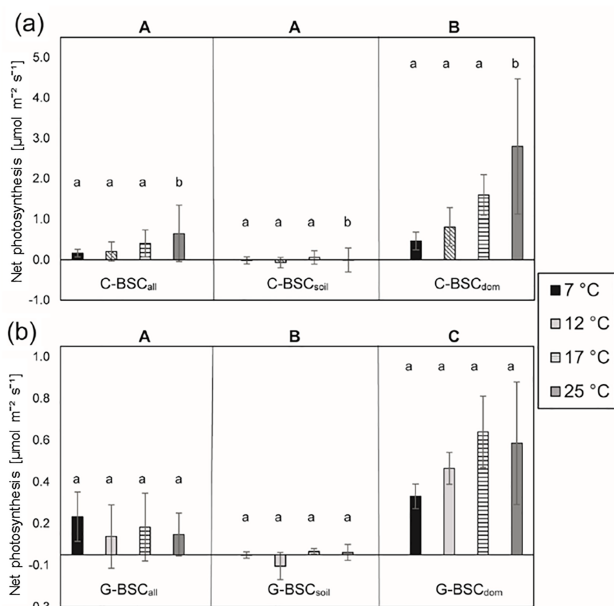 (a)
A A B
Net photosynthesis [µmol m⁻² s⁻¹]
5.0
4.0
3.0
2.0
1.0
0.0
-1.0
a a a b
a a a b
a a a b
C-BSCall C-BSCsoil C-BSCdom
7 °C
12 °C
17 °C
25 °C
(b)
A B C
Net photosynthesis [µmol m⁻² s⁻¹]
1.0
0.8
0.6
0.4
0.2
-0.1
a a a a
a a a a
a a a a
G-BSCall G-BSCsoil G-BSCdom